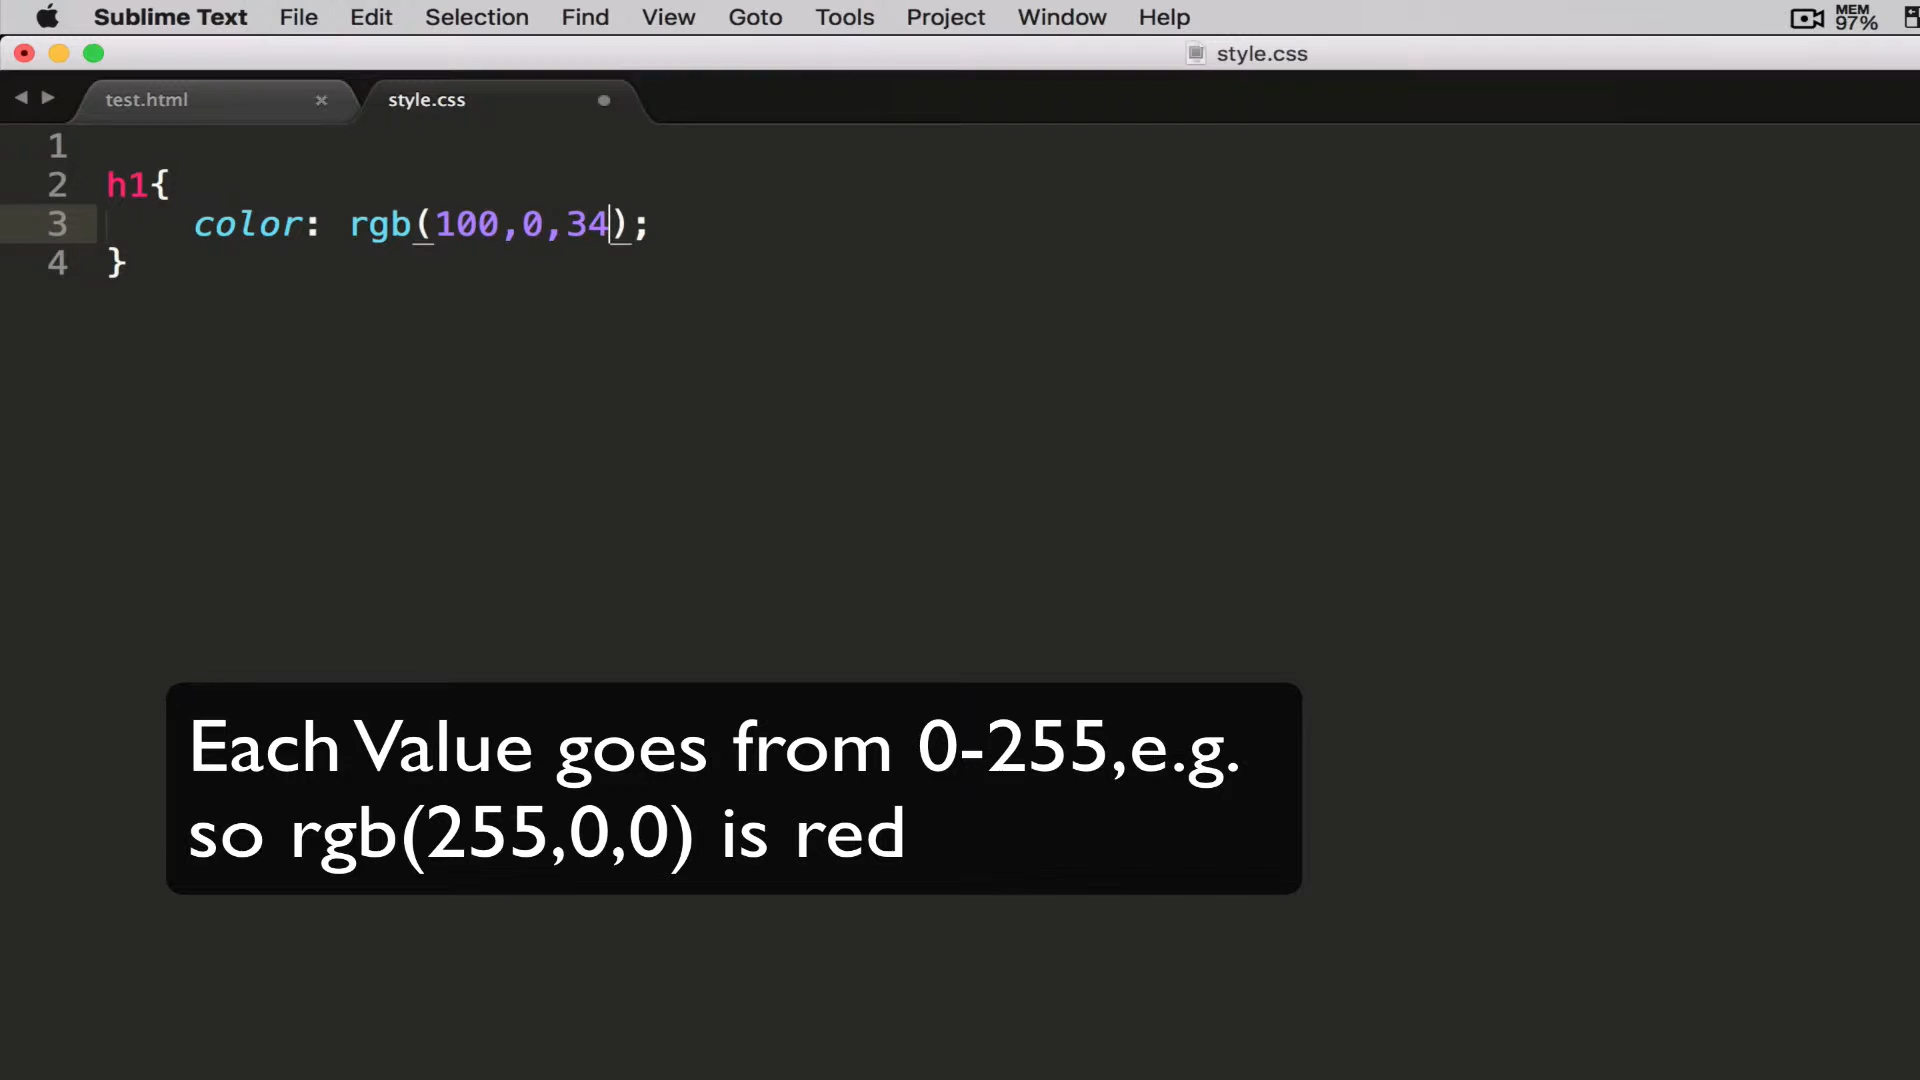 Sublime Text File Edit Selection Find View Goto Tools Project Window Help MEM 97%
style.css
test.html style.css
1
2 h1{
3 color: rgb(100,0,34);
4 }
Each Value goes from 0-255,e.g.
so rgb(255,0,0) is red